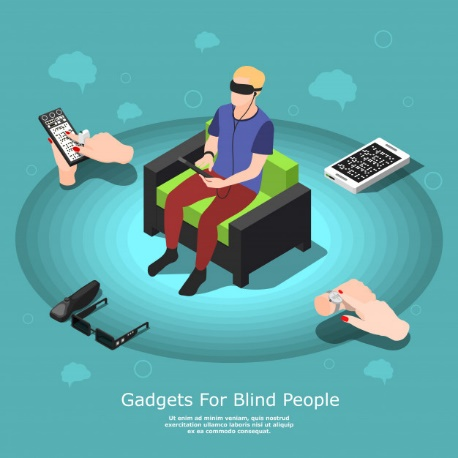 Gadgets For Blind People
Ut enim ad minim veniam, quis nostrud
exercitation ullamco laboris nisi ut aliquip
ex ea commodo consequat.